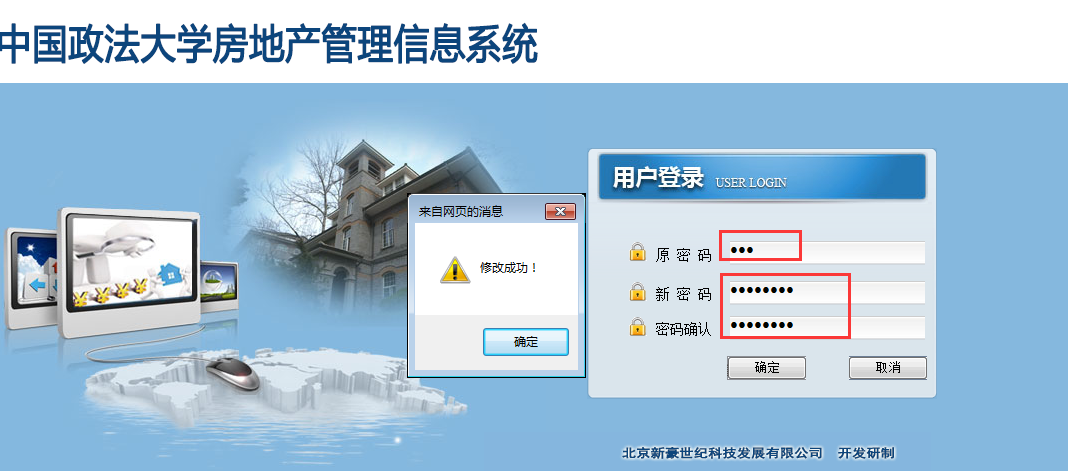 中国政法大学房地产管理信息系统
用户登录 USER LOGIN
来自网页的消息
修改成功！
确定
原 密 码 •••
新 密 码 ••••••••
密码确认 ••••••••
确定 取消
北京新豪世纪科技发展有限公司 开发研制